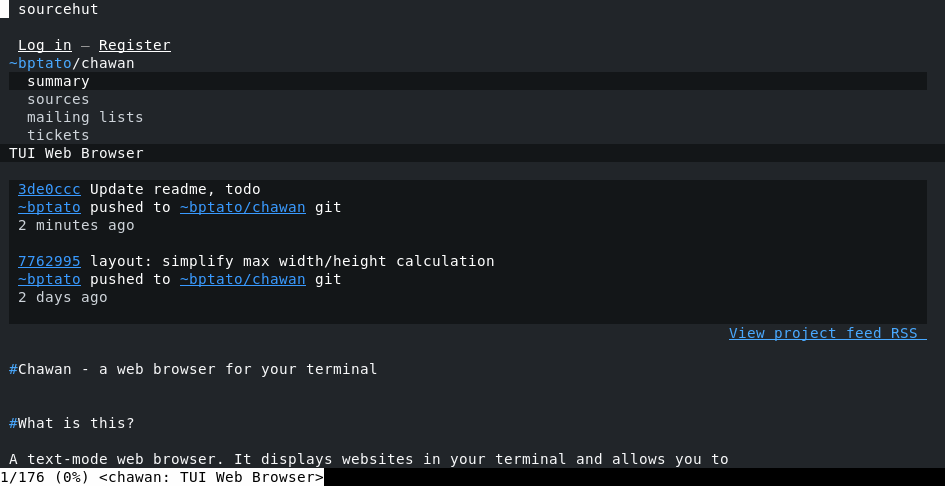 sourcehut
Log in — Register
~bptato/chawan
summary
sources
mailing lists
tickets
TUI Web Browser
3de0ccc Update readme, todo
~bptato pushed to ~bptato/chawan git
2 minutes ago
7762995 layout: simplify max width/height calculation
~bptato pushed to ~bptato/chawan git
2 days ago
View project feed RSS
#Chawan - a web browser for your terminal
#What is this?
A text-mode web browser. It displays websites in your terminal and allows you to
1/176 (0%) <chawan: TUI Web Browser>